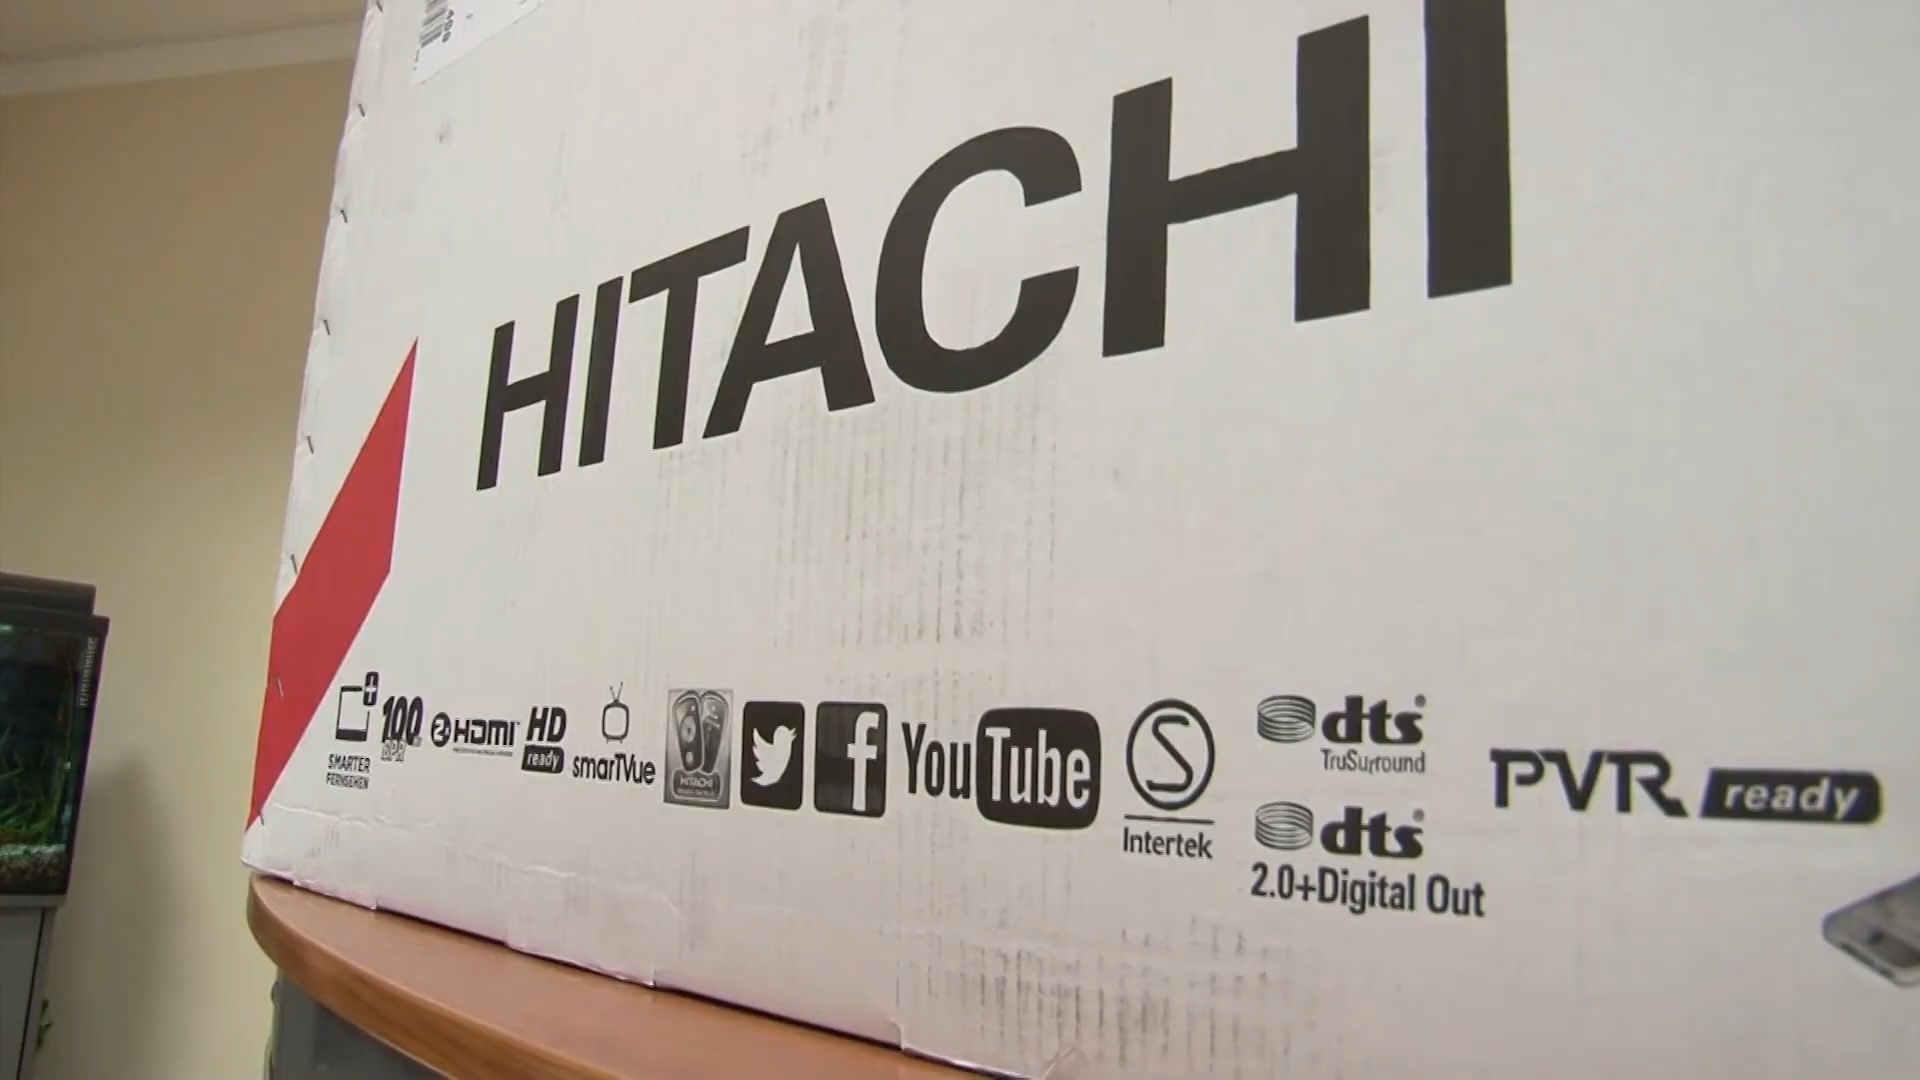 HITACHI
SMARTER
FERNSEHEN
100
HDMI
HD
ready
smarTVue
HITACHI
YouTube
Intertek
dts
TruSurround
dts
2.0+Digital Out
PVR ready